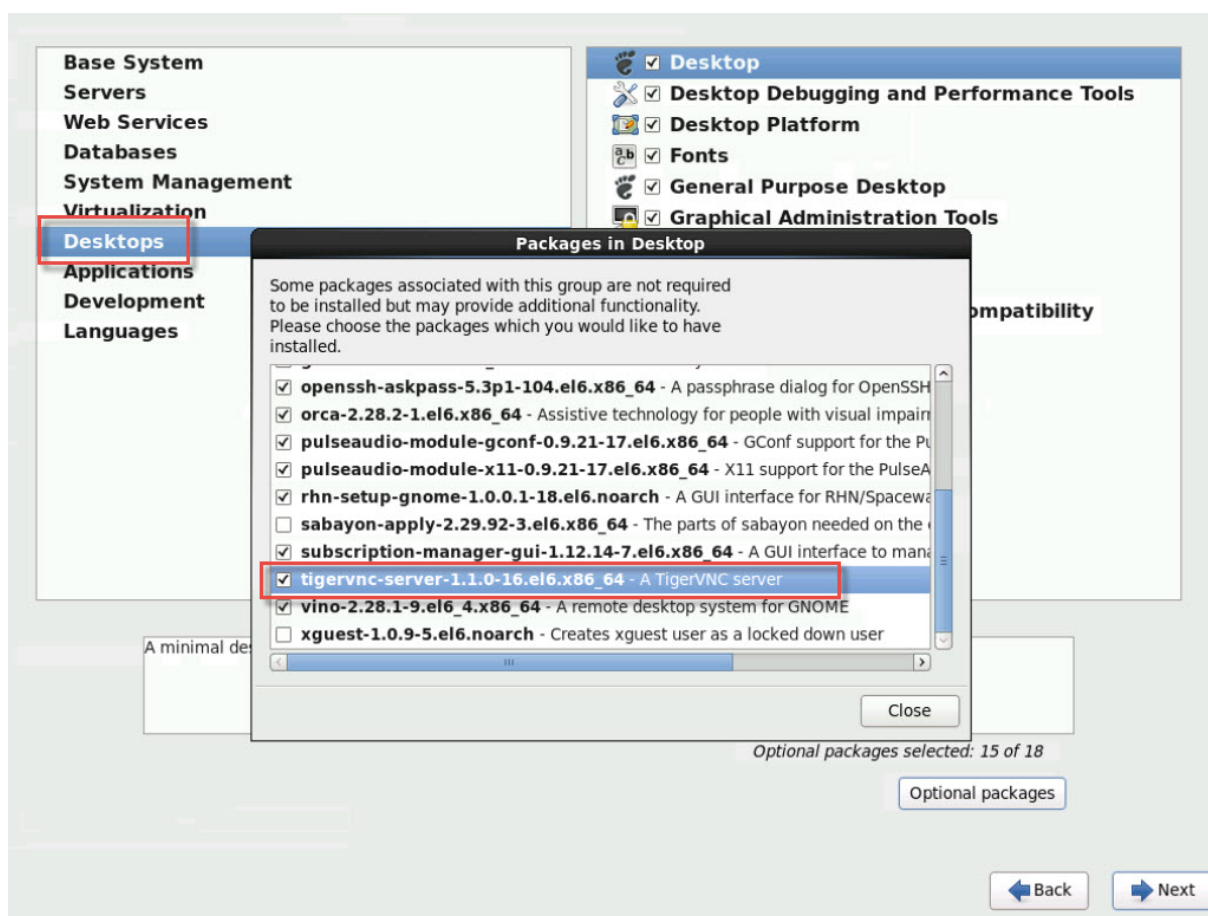 Base System
Servers
Web Services
Databases
System Management
Virtualization
Desktops
Applications
Development
Languages
Desktop
Desktop Debugging and Performance Tools
Desktop Platform
Fonts
General Purpose Desktop
Graphical Administration Tools
ompatibility
Packages in Desktop
Some packages associated with this group are not required
to be installed but may provide additional functionality.
Please choose the packages which you would like to have
installed.
openssh-askpass-5.3p1-104.el6.x86_64 - A passphrase dialog for OpenSSH
orca-2.28.2-1.el6.x86_64 - Assistive technology for people with visual impairr
pulseaudio-module-gconf-0.9.21-17.el6.x86_64 - GConf support for the Pu
pulseaudio-module-x11-0.9.21-17.el6.x86_64 - X11 support for the PulseA
rhn-setup-gnome-1.0.0.1-18.el6.noarch - A GUI interface for RHN/Spacewa
sabayon-apply-2.29.92-3.el6.x86_64 - The parts of sabayon needed on the
subscription-manager-gui-1.12.14-7.el6.x86_64 - A GUI interface to mana
tigervnc-server-1.1.0-16.el6.x86_64 - A TigerVNC server
vino-2.28.1-9.el6_4.x86_64 - A remote desktop system for GNOME
xguest-1.0.9-5.el6.noarch - Creates xguest user as a locked down user
A minimal de
Close
Optional packages selected: 15 of 18
Optional packages
Back
Next